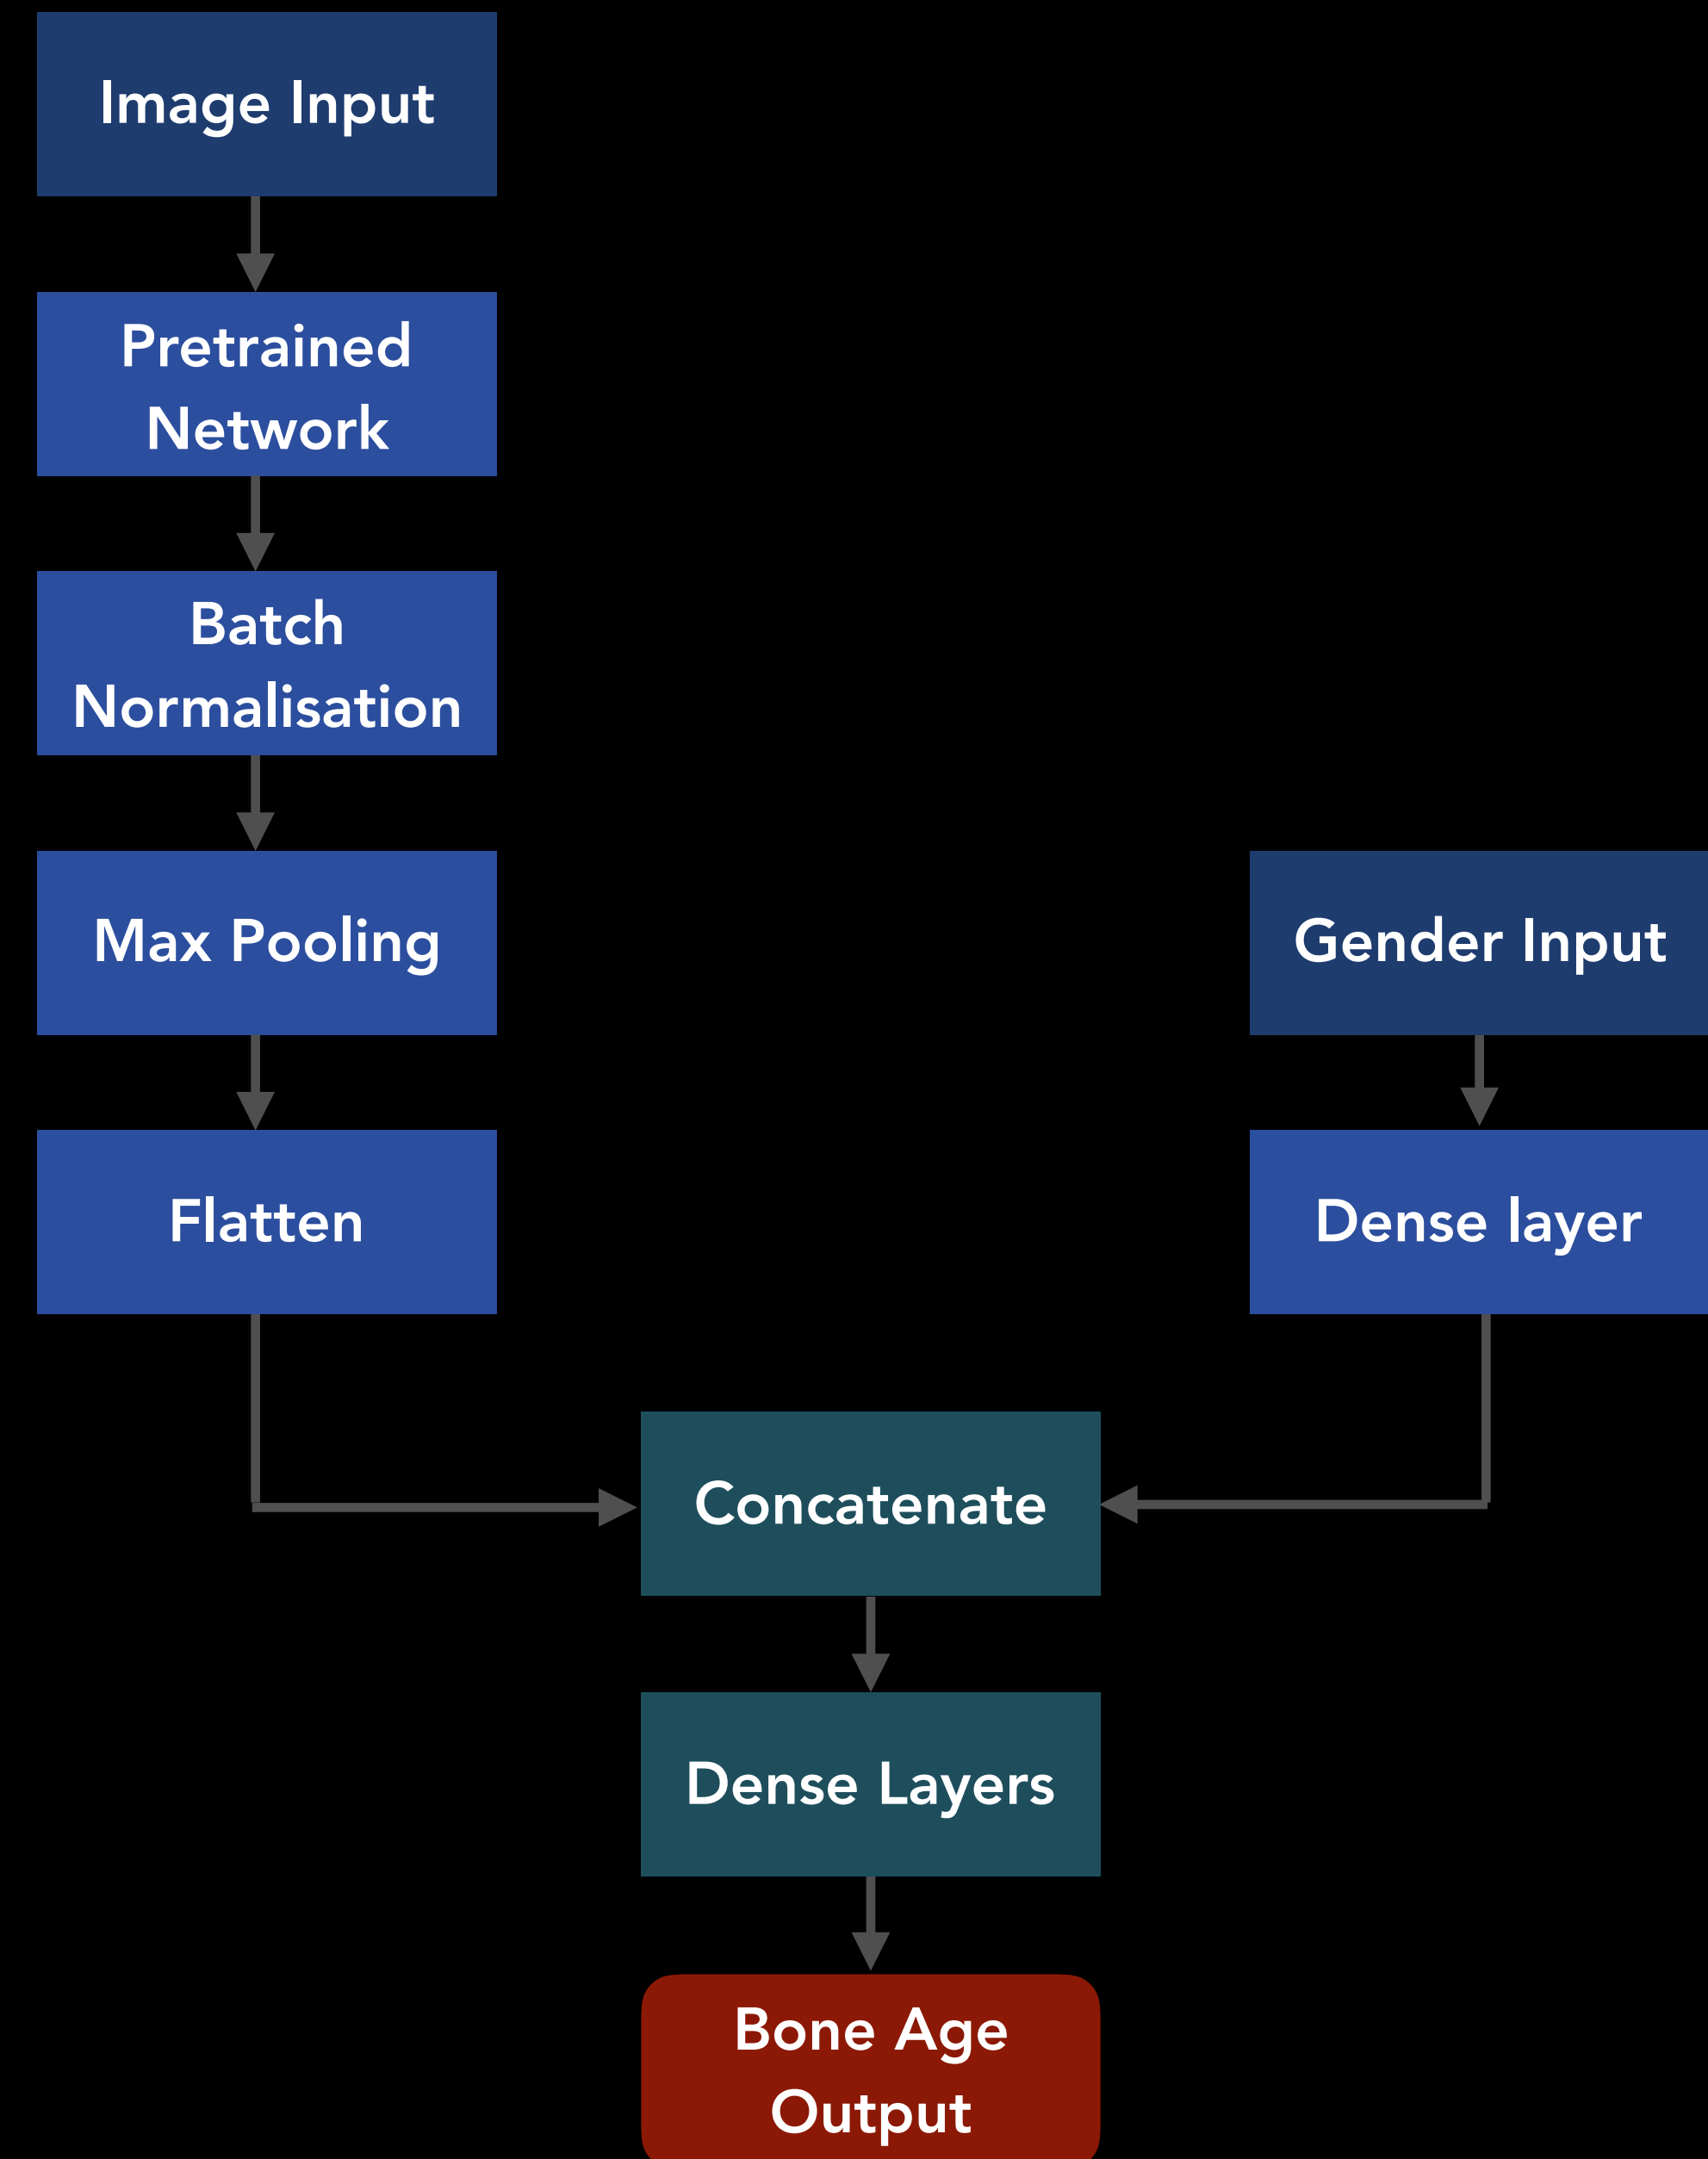 Image Input
Pretrained
Network
Batch
Normalisation
Max Pooling
Flatten
Gender Input
Dense layer
Concatenate
Dense Layers
Bone Age
Output